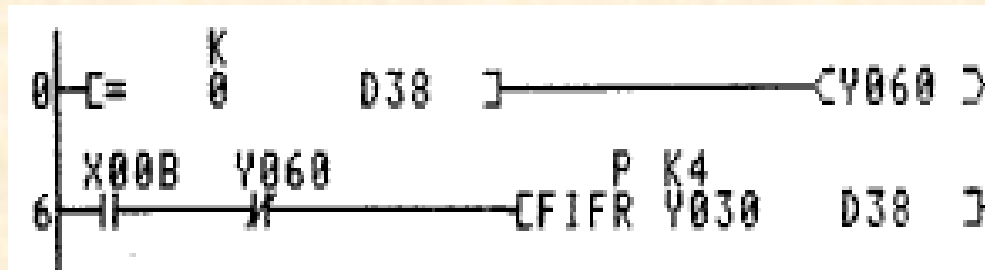 K
0 [= 0 D38 ] (Y060 )
X00B Y060 P K4
6 [FIFR Y030 D38 ]